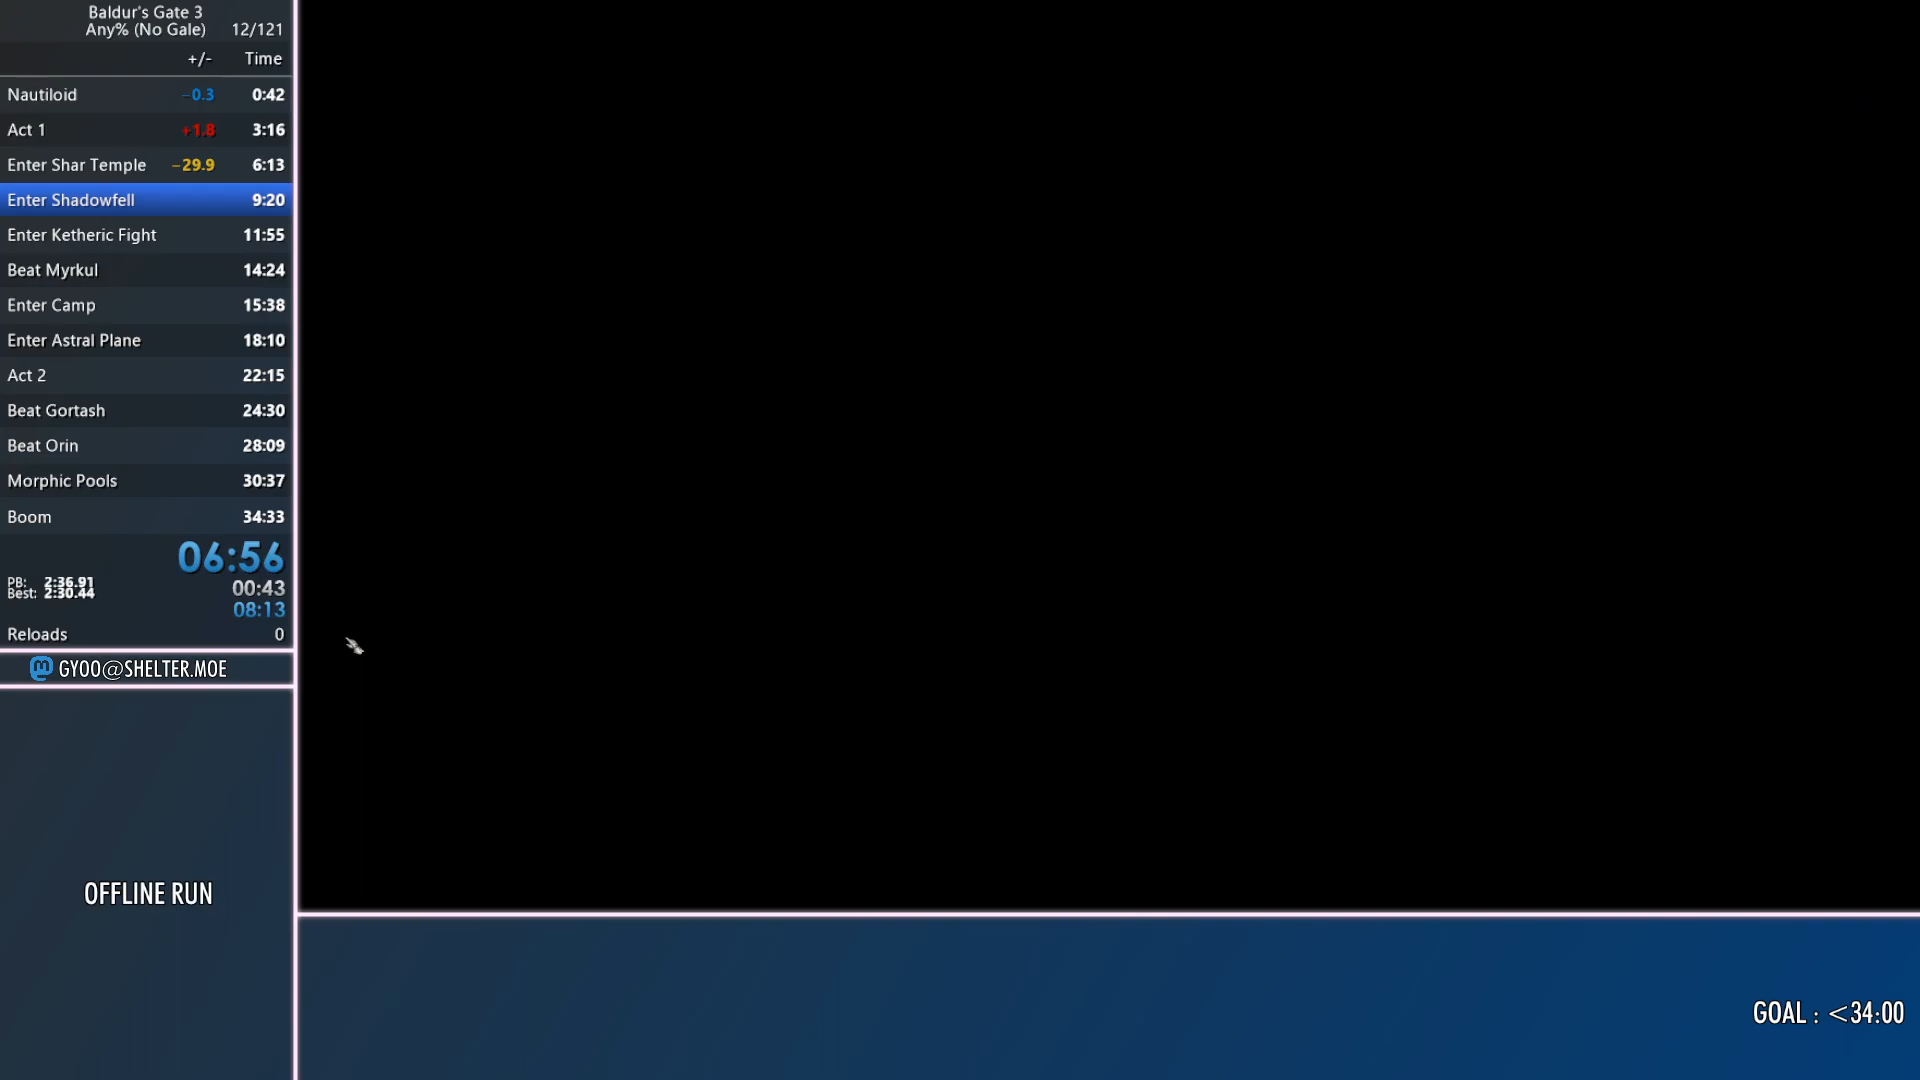 Baldur's Gate 3
Any% (No Gale) 12/121
+/- Time
Nautiloid −0.3 0:42
Act 1 +1.8 3:16
Enter Shar Temple −29.9 6:13
Enter Shadowfell 9:20
Enter Ketheric Fight 11:55
Beat Myrkul 14:24
Enter Camp 15:38
Enter Astral Plane 18:10
Act 2 22:15
Beat Gortash 24:30
Beat Orin 28:09
Morphic Pools 30:37
Boom 34:33
06:56
PB: 2:36.91 00:43
Best: 2:30.44
08:13
Reloads 0
GYOO@SHELTER.MOE
OFFLINE RUN
GOAL : <34:00